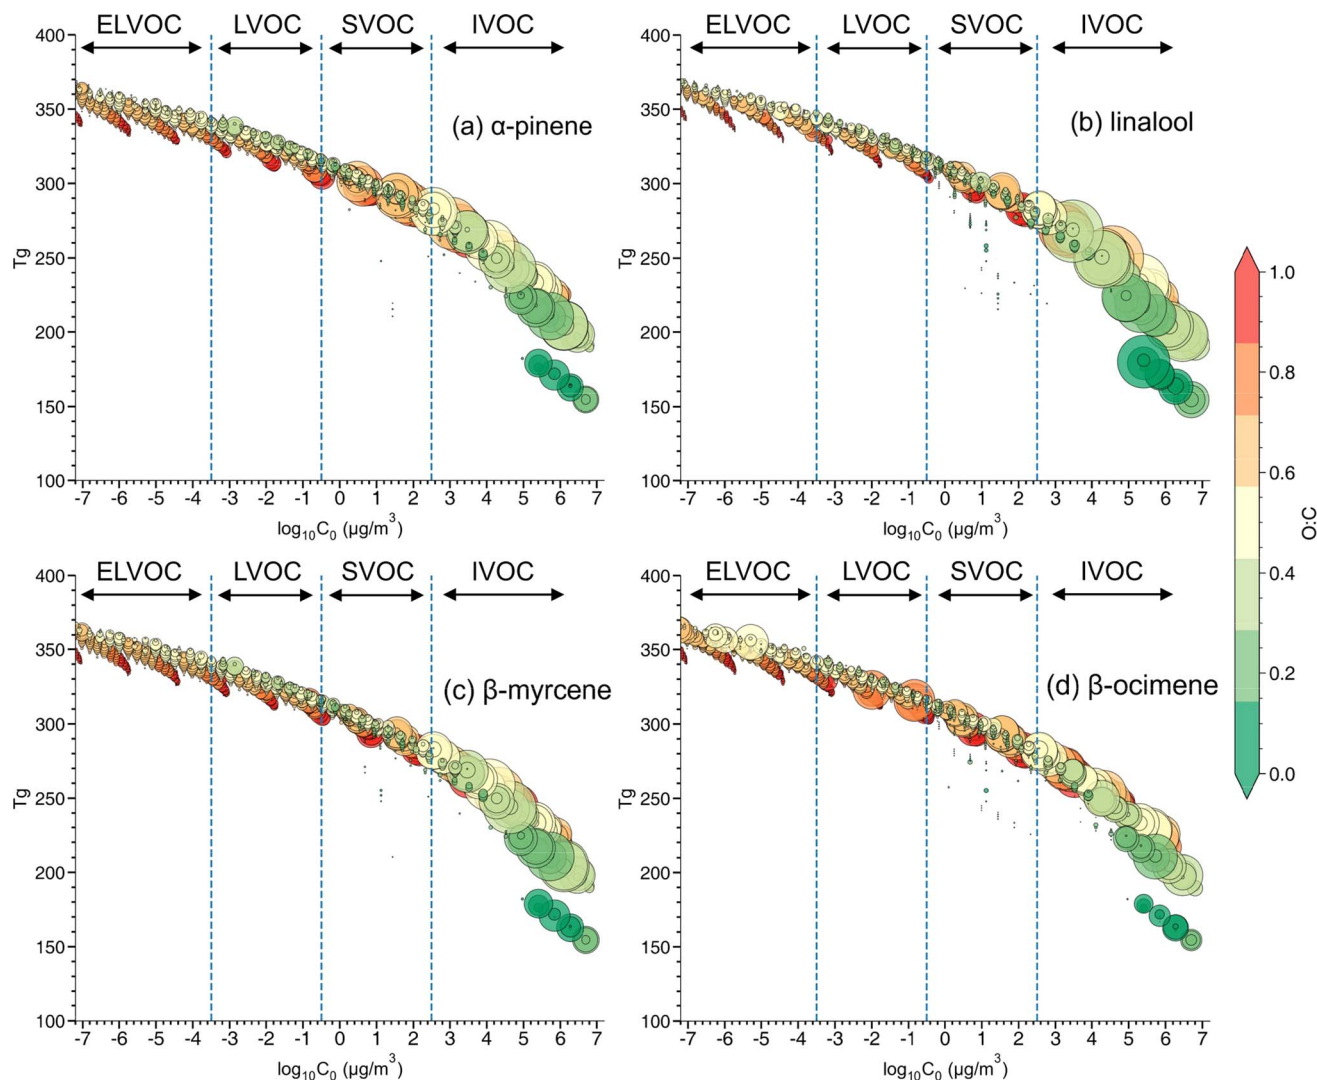 ELVOC LVOC SVOC IVOC
400
350
300
250
200
150
100
Tg
(a) α-pinene
-7 -6 -5 -4 -3 -2 -1 0 1 2 3 4 5 6 7
log₁₀C₀ (μg/m³)
ELVOC LVOC SVOC IVOC
400
350
300
250
200
150
100
Tg
(b) linalool
-7 -6 -5 -4 -3 -2 -1 0 1 2 3 4 5 6 7
log₁₀C₀ (μg/m³)
ELVOC LVOC SVOC IVOC
400
350
300
250
200
150
100
Tg
(c) β-myrcene
-7 -6 -5 -4 -3 -2 -1 0 1 2 3 4 5 6 7
log₁₀C₀ (μg/m³)
ELVOC LVOC SVOC IVOC
400
350
300
250
200
150
100
Tg
(d) β-ocimene
-7 -6 -5 -4 -3 -2 -1 0 1 2 3 4 5 6 7
log₁₀C₀ (μg/m³)
1.0
0.8
0.6
0.4
0.2
0.0
O:C